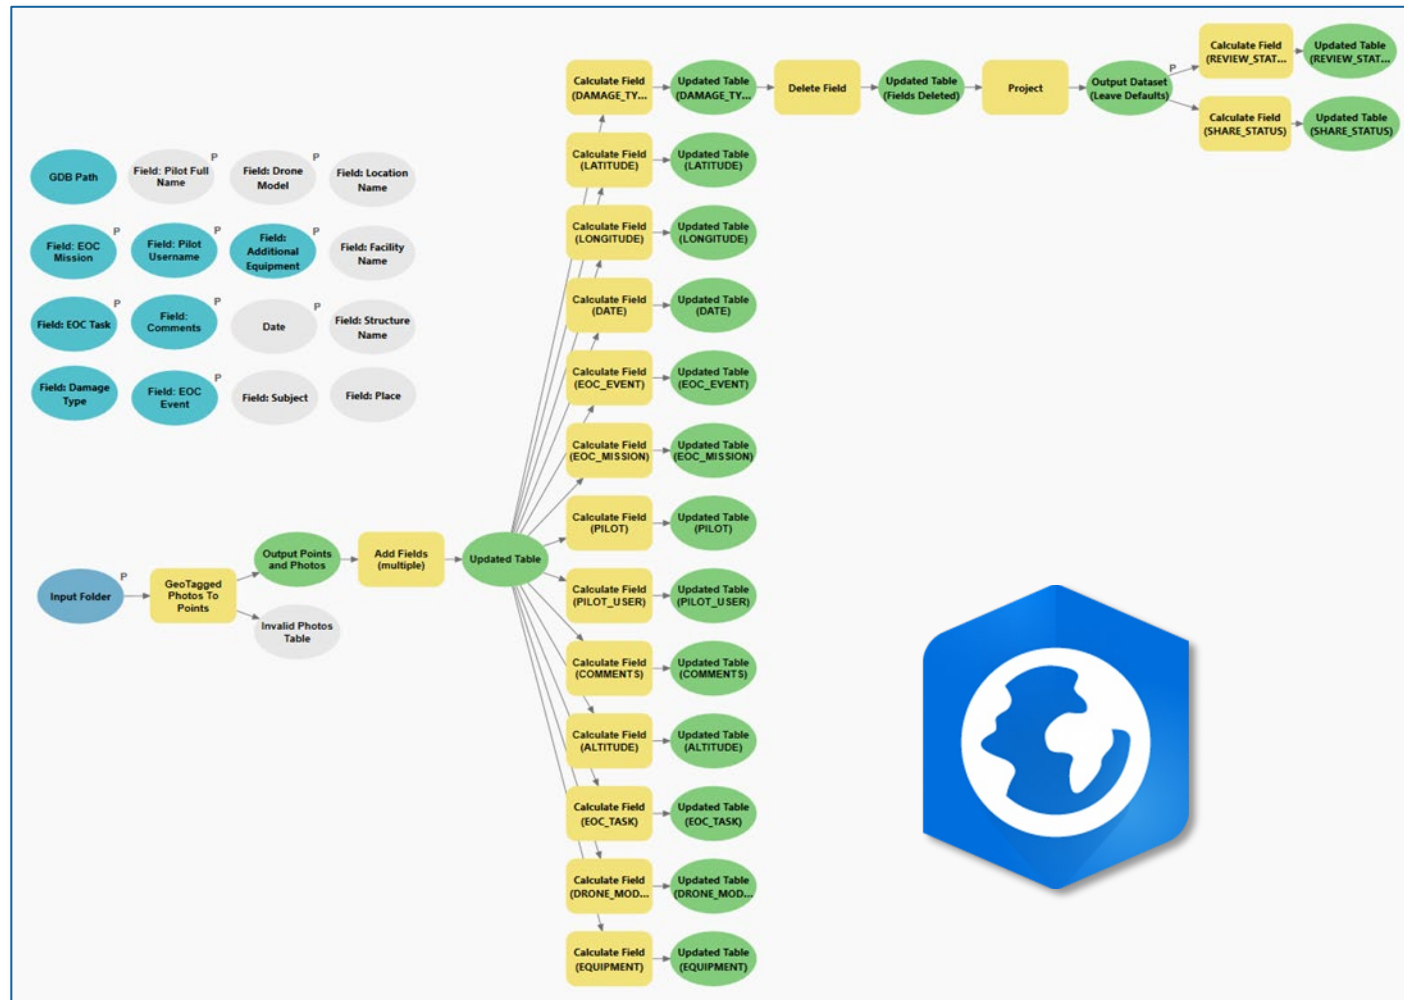 GDB Path
P
Field: Pilot Full
Name
P
Field: Drone
Model
Field: Location
Name
P
Field: EOC
Mission
P
Field: Pilot
Username
P
Field:
Additional
Equipment
Field: Facility
Name
P
Field: EOC Task
Field:
Comments
P
Date
Field: Structure
Name
Field: Damage
Type
P
Field: EOC
Event
Field: Subject
Field: Place
P
Input Folder
GeoTagged
Photos To
Points
Output Points
and Photos
Invalid Photos
Table
Add Fields
(multiple)
Updated Table
Calculate Field
(DAMAGE_TY...
Updated Table
(DAMAGE_TY...
Delete Field
Updated Table
(Fields Deleted)
Project
P
Output Dataset
(Leave Defaults)
Calculate Field
(REVIEW_STAT...
Updated Table
(REVIEW_STAT...
Calculate Field
(SHARE_STATUS)
Updated Table
(SHARE_STATUS)
Calculate Field
(LATITUDE)
Updated Table
(LATITUDE)
Calculate Field
(LONGITUDE)
Updated Table
(LONGITUDE)
Calculate Field
(DATE)
Updated Table
(DATE)
Calculate Field
(EOC_EVENT)
Updated Table
(EOC_EVENT)
Calculate Field
(EOC_MISSION)
Updated Table
(EOC_MISSION)
Calculate Field
(PILOT)
Updated Table
(PILOT)
Calculate Field
(PILOT_USER)
Updated Table
(PILOT_USER)
Calculate Field
(COMMENTS)
Updated Table
(COMMENTS)
Calculate Field
(ALTITUDE)
Updated Table
(ALTITUDE)
Calculate Field
(EOC_TASK)
Updated Table
(EOC_TASK)
Calculate Field
(DRONE_MOD...
Updated Table
(DRONE_MOD...
Calculate Field
(EQUIPMENT)
Updated Table
(EQUIPMENT)